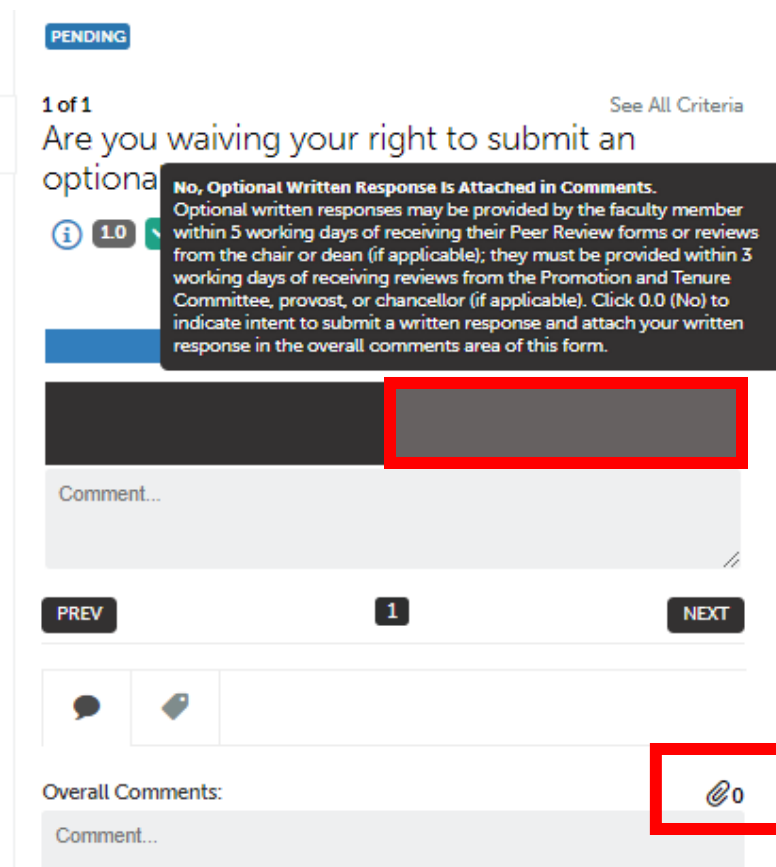 PENDING
1 of 1
See All Criteria
Are you waiving your right to submit an
optiona
No, Optional Written Response Is Attached in Comments.
Optional written responses may be provided by the faculty member
within 5 working days of receiving their Peer Review forms or reviews
from the chair or dean (if applicable); they must be provided within 3
working days of receiving reviews from the Promotion and Tenure
Committee, provost, or chancellor (if applicable). Click 0.0 (No) to
indicate intent to submit a written response and attach your written
response in the overall comments area of this form.
1.0
Comment...
PREV
1
NEXT
Overall Comments:
0
Comment...